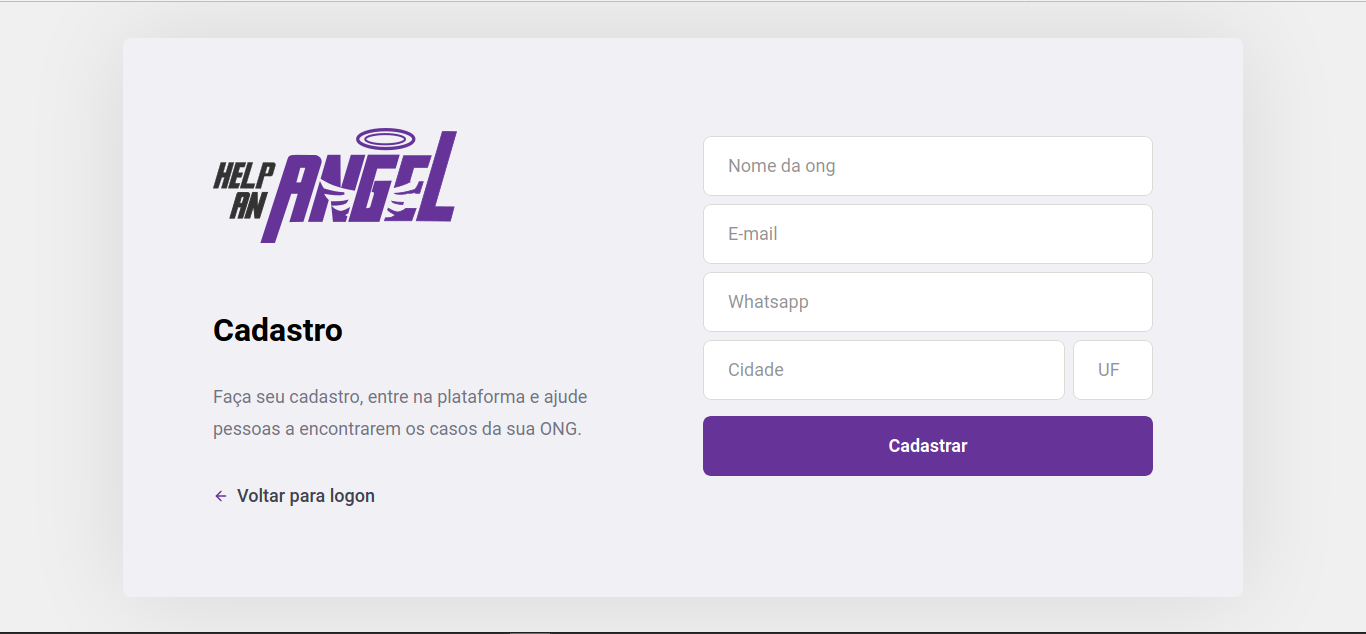 HELP
AN ANGEL
Cadastro
Faça seu cadastro, entre na plataforma e ajude
pessoas a encontrarem os casos da sua ONG.
Voltar para logon
Nome da ong
E-mail
Whatsapp
Cidade
UF
Cadastrar